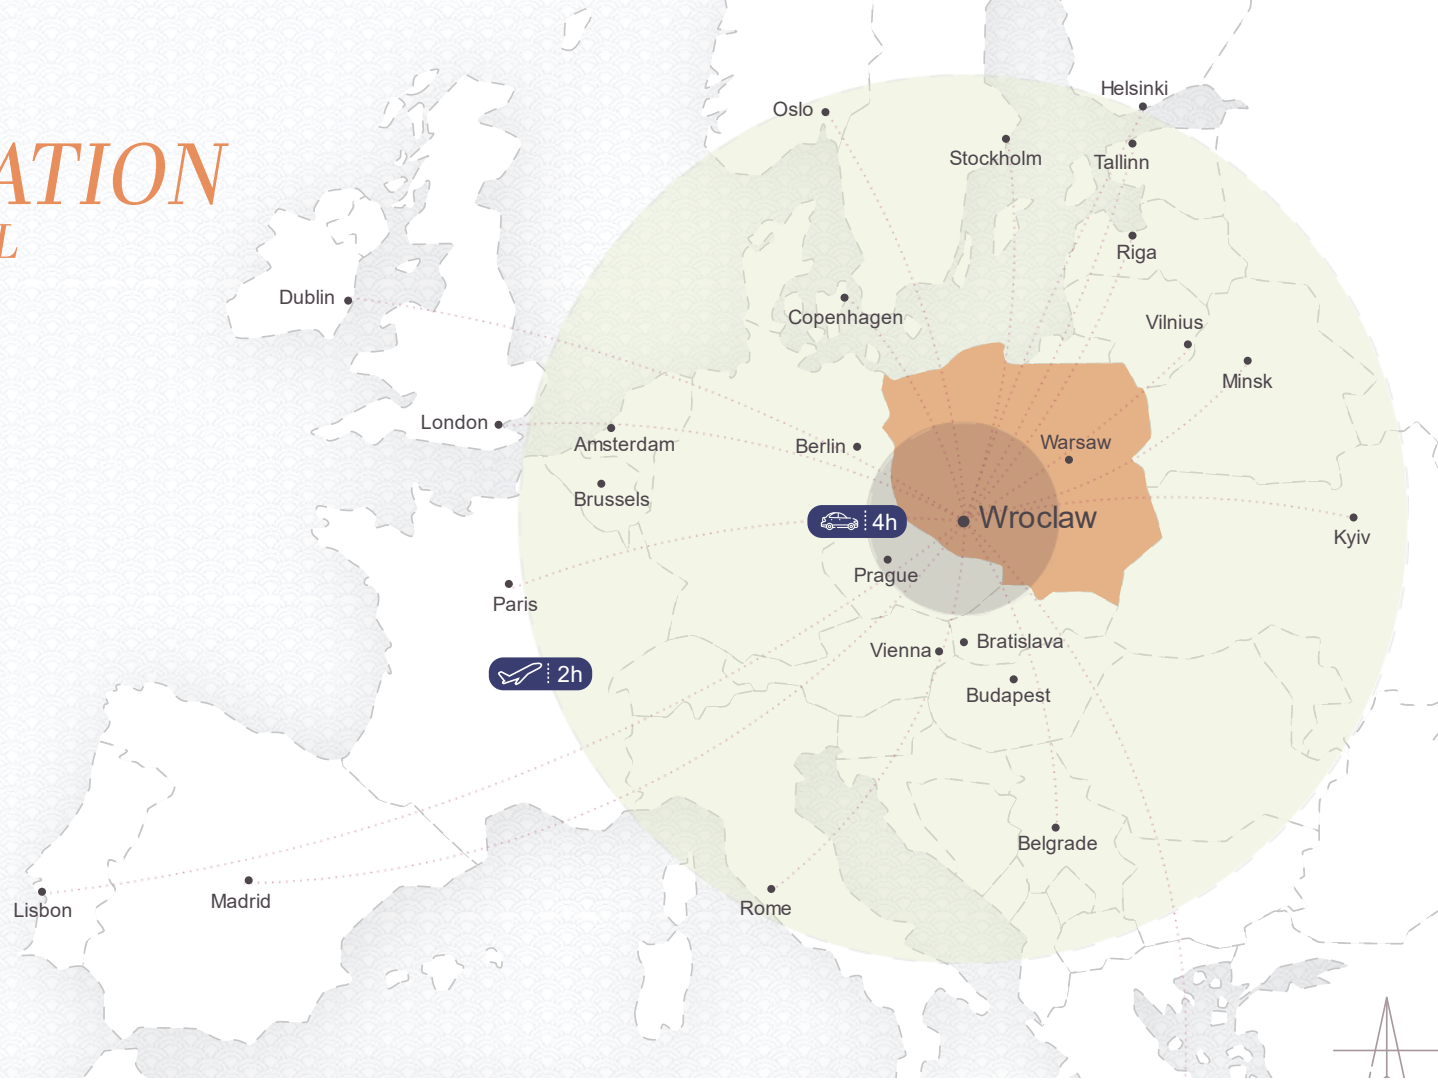 ATION
L
Helsinki
Oslo
Stockholm
Tallinn
Riga
Dublin
Copenhagen
Vilnius
Minsk
London
Amsterdam
Berlin
Warsaw
Brussels
4h
Wroclaw
Kyiv
Prague
Paris
Vienna
Bratislava
2h
Budapest
Belgrade
Madrid
Lisbon
Rome